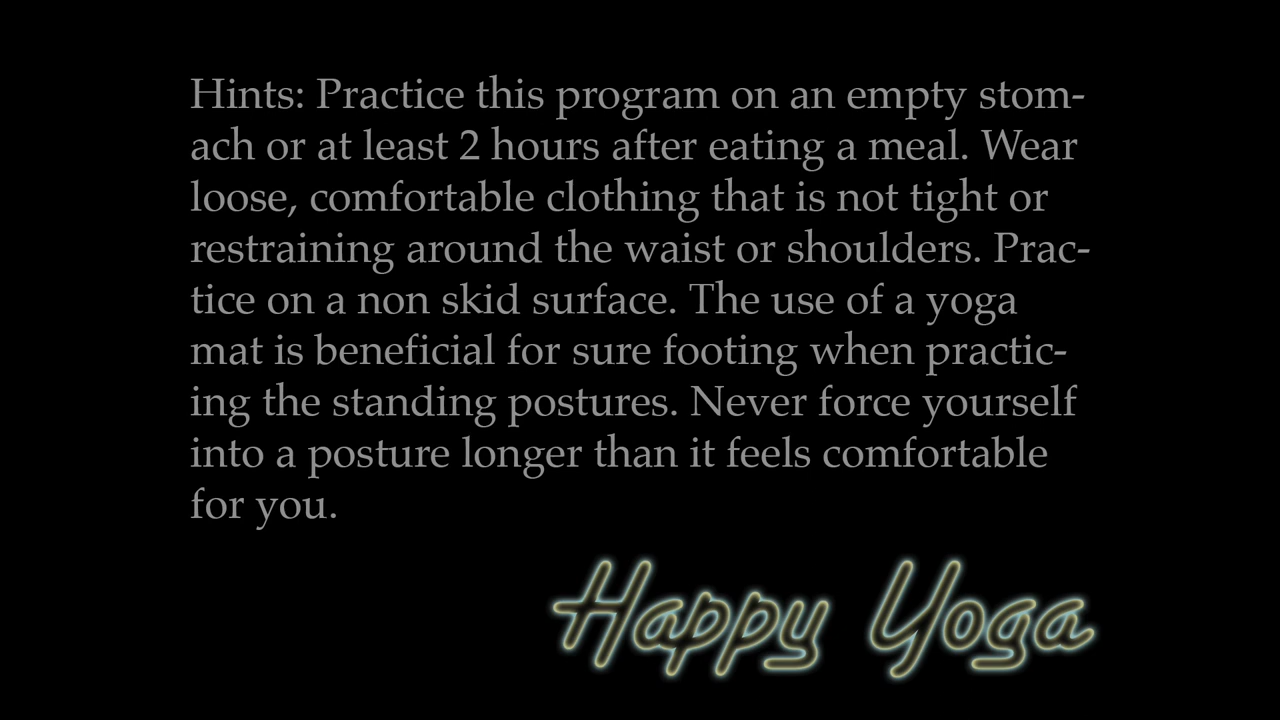 Hints: Practice this program on an empty stom-
ach or at least 2 hours after eating a meal. Wear
loose, comfortable clothing that is not tight or
restraining around the waist or shoulders. Prac-
tice on a non skid surface. The use of a yoga
mat is beneficial for sure footing when practic-
ing the standing postures. Never force yourself
into a posture longer than it feels comfortable
for you.
Happy Yoga